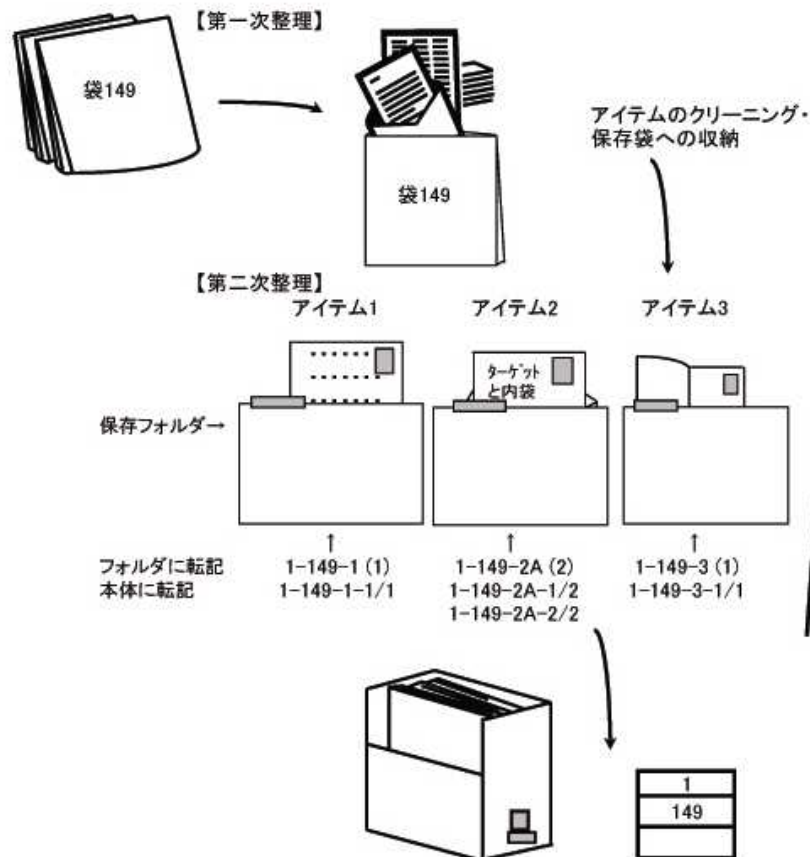 【第一次整理】
袋149
袋149
アイテムのクリーニング・
保存袋への収納
【第二次整理】
アイテム1
アイテム2
アイテム3
ターゲット
と内袋
保存フォルダ→
↑
↑
↑
フォルダに転記
1-149-1 (1)
1-149-2A (2)
1-149-3 (1)
本体に転記
1-149-1-1/1
1-149-2A-1/2
1-149-3-1/1
1-149-2A-2/2
1
149